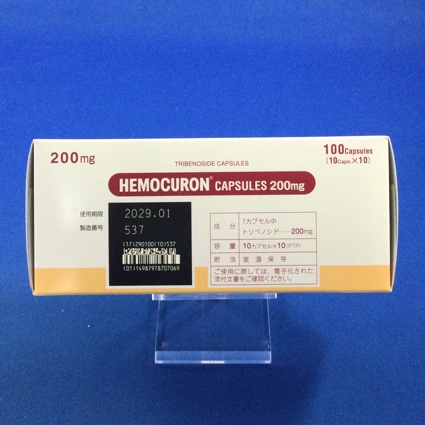 200mg
100Capsules
(10Caps×10)
TRIBENOSIDE CAPSULES
HEMOCURON® CAPSULES 200mg
使用期限 2029.01
製造番号 537
(17)290100(10)537
(01)14987978707069
成分 1カプセル中
トリベノシド……200mg
容量 10カプセル×10(PTP)
貯法 室温保存
ご使用に際しては、電子化された
添付文書をご確認ください。